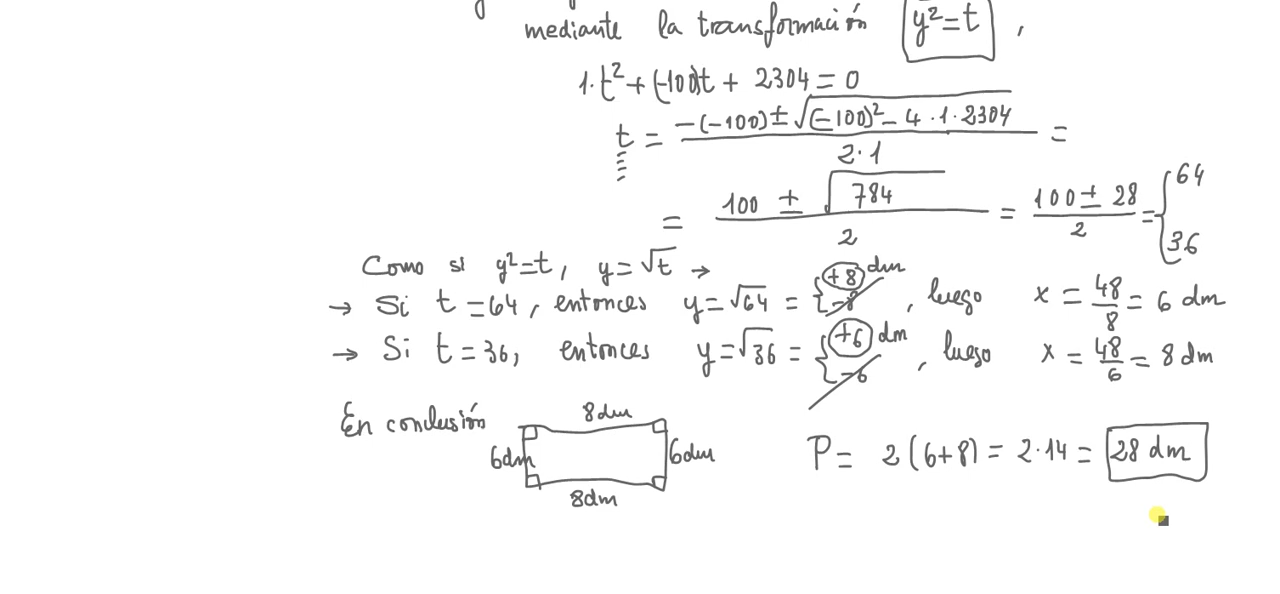 mediante la transformación y²=t,
1·t²+(-100)t + 2304 = 0
t = (-(-100) ± √((-100)² - 4·1·2304)) / (2·1) =
= (100 ± √784) / 2 = (100 ± 28) / 2 = { 64 36
Como si y²=t, y = √t →
→ Si t = 64, entonces y = √64 = { +8 dm -8, luego x = 48/8 = 6 dm
→ Si t = 36, entonces y = √36 = { +6 dm -6, luego x = 48/6 = 8 dm
En conclusión
8dm
6dm
6dm
8dm
P = 2(6+8) = 2·14 = 28 dm